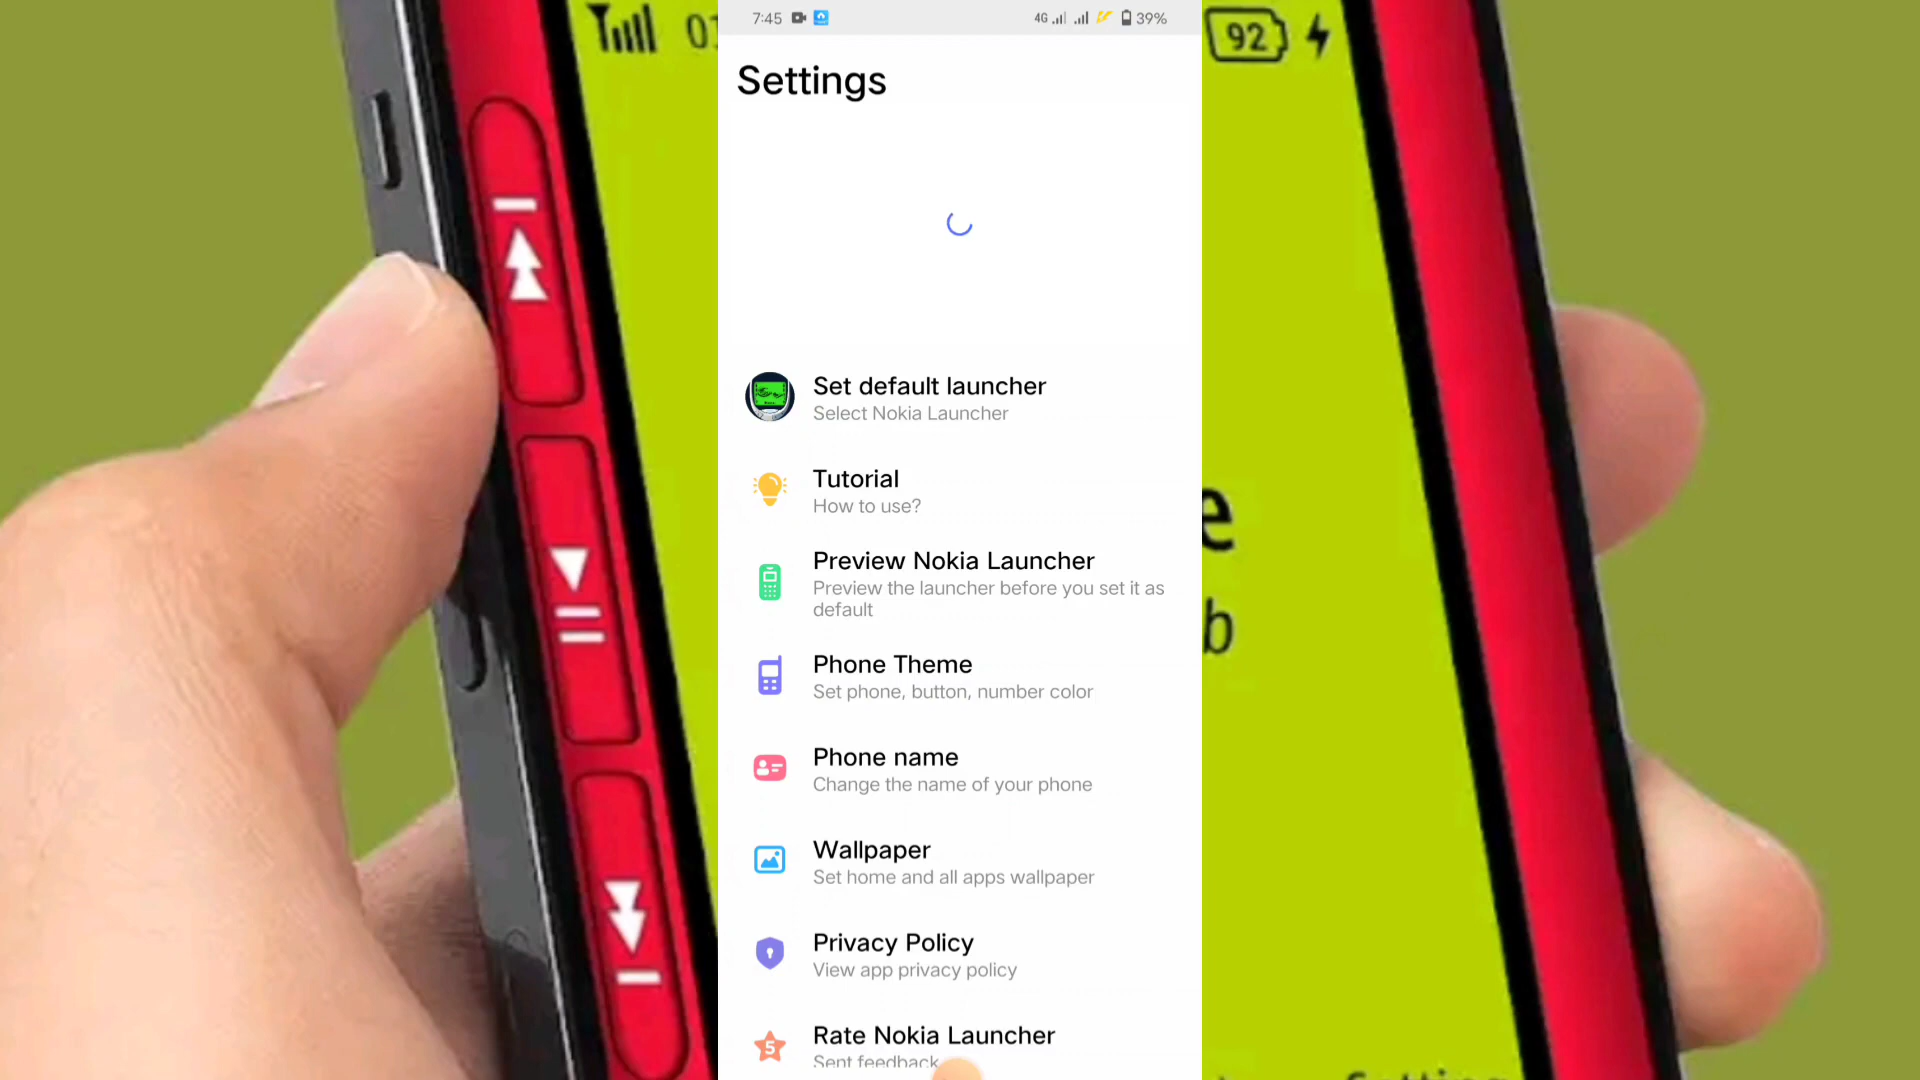 7:45
4G
39%
92
Settings
Set default launcher
Select Nokia Launcher
Tutorial
How to use?
Preview Nokia Launcher
Preview the launcher before you set it as
default
e
b
Phone Theme
Set phone, button, number color
Phone name
Change the name of your phone
Wallpaper
Set home and all apps wallpaper
Privacy Policy
View app privacy policy
5
Rate Nokia Launcher
Sent feedback